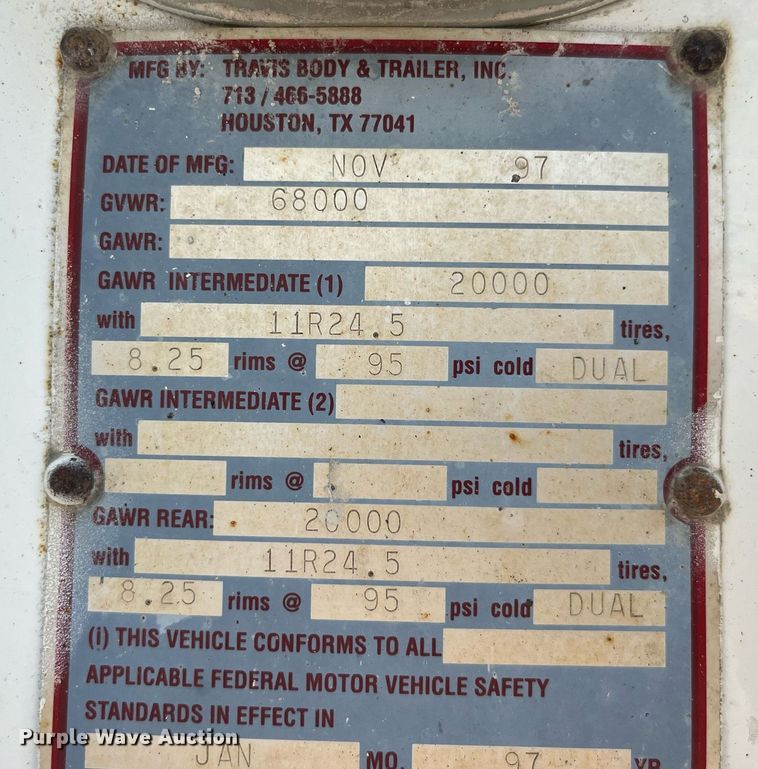 MFG BY: TRAVIS BODY & TRAILER, INC.
713 / 466-5888
HOUSTON, TX 77041
DATE OF MFG: NOV 97
GVWR: 68000
GAWR:
GAWR INTERMEDIATE (1) 20000
with 11R24.5 tires,
8.25 rims @ 95 psi cold DUAL
GAWR INTERMEDIATE (2)
with tires,
rims @ psi cold
GAWR REAR: 20000
with 11R24.5 tires,
8.25 rims @ 95 psi cold DUAL
(i) THIS VEHICLE CONFORMS TO ALL
APPLICABLE FEDERAL MOTOR VEHICLE SAFETY
STANDARDS IN EFFECT IN
JAN MO. 97 YR
Purple Wave Auction